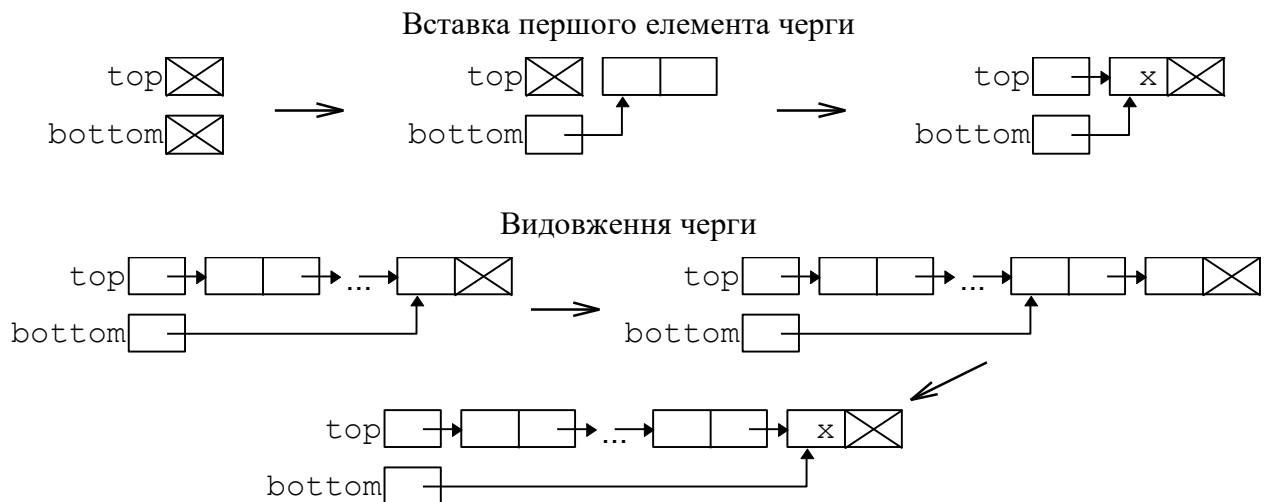 Вставка першого елемента черги
top top top x
bottom bottom bottom
Видовження черги
top ... top ...
bottom bottom
top ... x
bottom